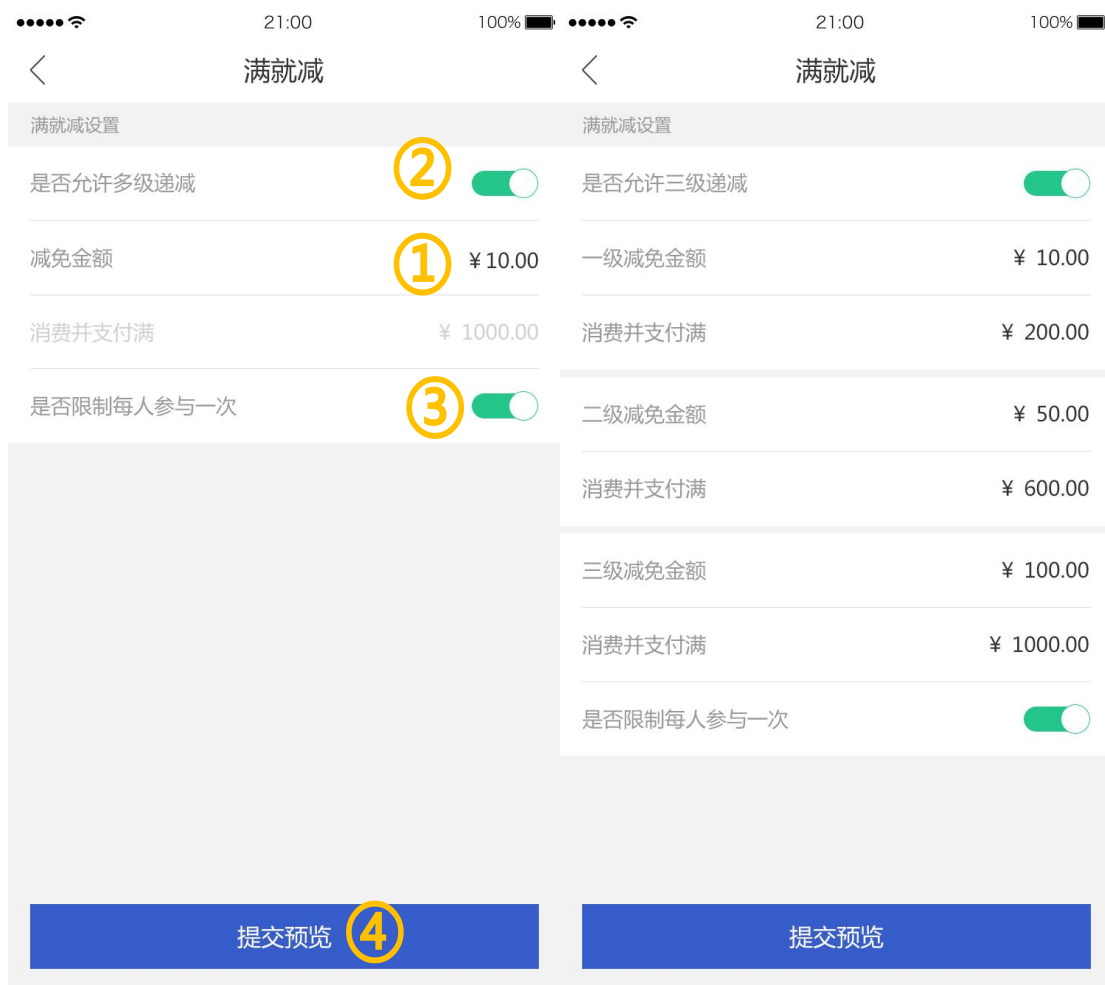 21:00 100%
满就减
满就减设置
是否允许多级递减 ②
减免金额 ① ¥10.00
消费并支付满 ¥ 1000.00
是否限制每人参与一次 ③
提交预览 ④
21:00 100%
满就减
满就减设置
是否允许三级递减
一级减免金额 ¥ 10.00
消费并支付满 ¥ 200.00
二级减免金额 ¥ 50.00
消费并支付满 ¥ 600.00
三级减免金额 ¥ 100.00
消费并支付满 ¥ 1000.00
是否限制每人参与一次
提交预览